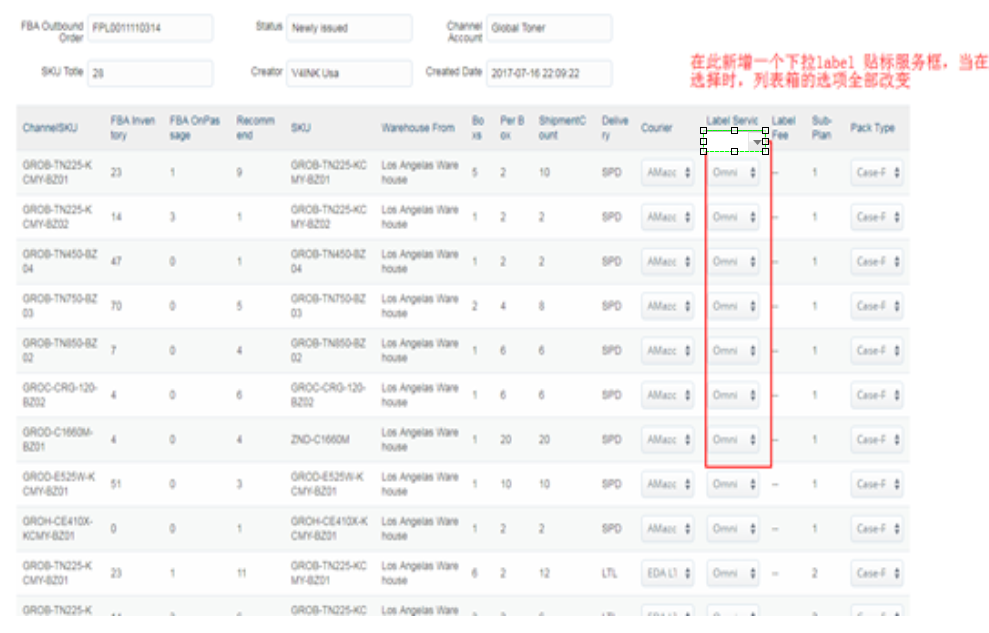 FBA Outbound Order FPL0011110314 Status Newly issued Channel Account Global Toner
SKU Totle 28 Creator V4INK Usa Created Date 2017-07-16 22:09:22
在此新增一个下拉label 贴标服务框，当在
选择时，列表箱的选项全部改变
ChannelSKU FBA Inventory FBA OnPassage Recommend SKU Warehouse From Boxs Per Box ShipmentCount Delivery Courier Label Servic Label Fee Sub-Plan Pack Type
GROB-TN225-KCMY-BZ01 23 1 9 GROB-TN225-KCMY-BZ01 Los Angelas Warehouse 5 2 10 SPD AMazc Omni -- 1 Case-F
GROB-TN225-KCMY-BZ02 14 3 1 GROB-TN225-KCMY-BZ02 Los Angelas Warehouse 1 2 2 SPD AMazc Omni -- 1 Case-F
GROB-TN450-BZ04 47 0 1 GROB-TN450-BZ04 Los Angelas Warehouse 1 2 2 SPD AMazc Omni -- 1 Case-F
GROB-TN750-BZ03 70 0 5 GROB-TN750-BZ03 Los Angelas Warehouse 2 4 8 SPD AMazc Omni -- 1 Case-F
GROB-TN850-BZ02 7 0 4 GROB-TN850-BZ02 Los Angelas Warehouse 1 6 6 SPD AMazc Omni -- 1 Case-F
GROC-CRG-120-BZ02 4 0 6 GROC-CRG-120-BZ02 Los Angelas Warehouse 1 6 6 SPD AMazc Omni -- 1 Case-F
GROD-C1660M-BZ01 4 0 4 ZND-C1660M Los Angelas Warehouse 1 20 20 SPD AMazc Omni -- 1 Case-F
GROD-E525W-KCMY-BZ01 51 0 3 GROD-E525W-KCMY-BZ01 Los Angelas Warehouse 1 10 10 SPD AMazc Omni -- 1 Case-F
GROH-CE410X-KCMY-BZ01 0 0 1 GROH-CE410X-KCMY-BZ01 Los Angelas Warehouse 1 2 2 SPD AMazc Omni -- 1 Case-F
GROB-TN225-KCMY-BZ01 23 1 11 GROB-TN225-KCMY-BZ01 Los Angelas Warehouse 6 2 12 LTL EDA LT Omni -- 2 Case-F
GROB-TN225-K GROB-TN225-KC Los Angelas Ware